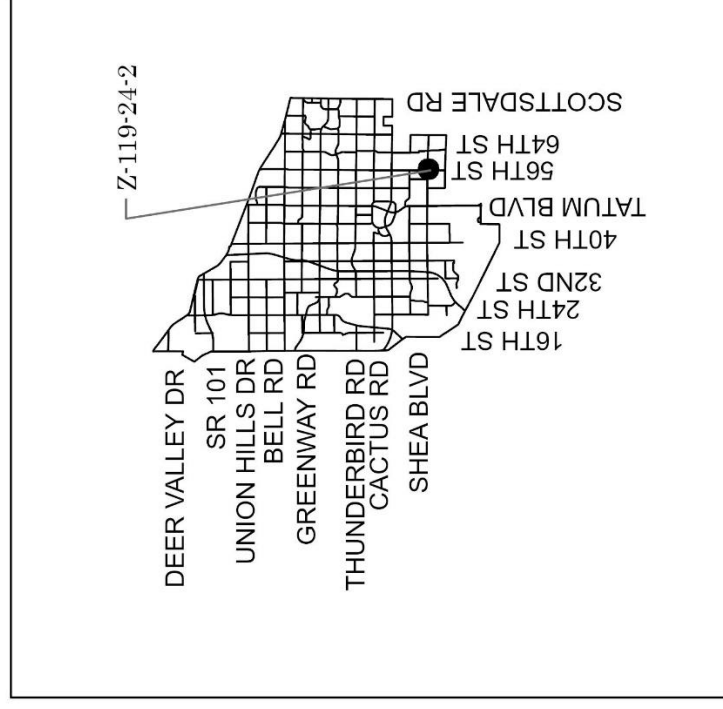 Z-119-24-2
SCOTTSDALE RD
64TH ST
56TH ST
TATUM BLVD
40TH ST
32ND ST
24TH ST
16TH ST
DEER VALLEY DR
SR 101
UNION HILLS DR
BELL RD
GREENWAY RD
THUNDERBIRD RD
CACTUS RD
SHEA BLVD